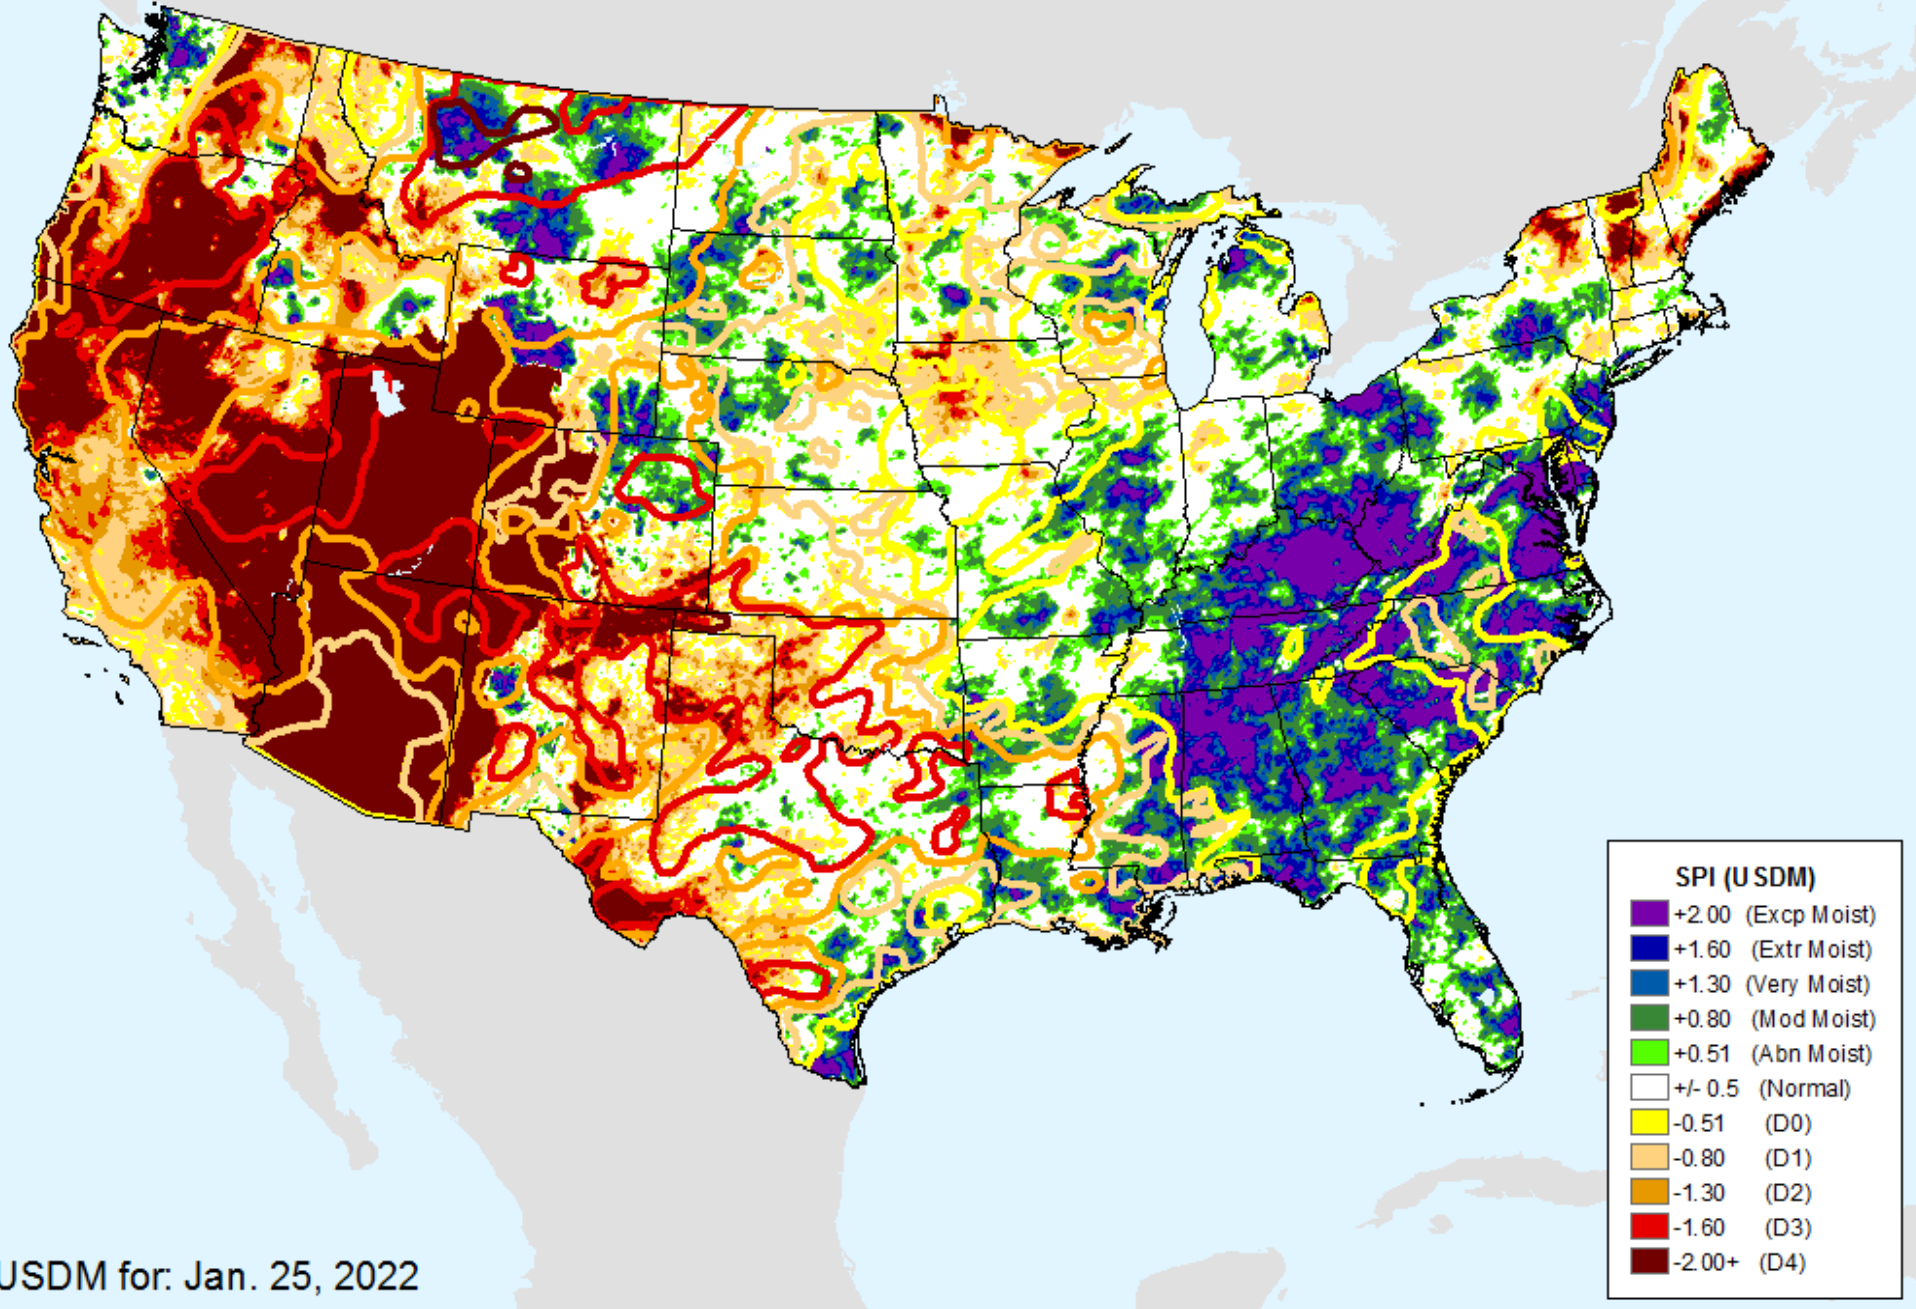 SPI (USDM)
+2.00 (Excp Moist)
+1.60 (Extr Moist)
+1.30 (Very Moist)
+0.80 (Mod Moist)
+0.51 (Abn Moist)
+/- 0.5 (Normal)
-0.51 (D0)
-0.80 (D1)
-1.30 (D2)
-1.60 (D3)
-2.00+ (D4)
USDM for: Jan. 25, 2022